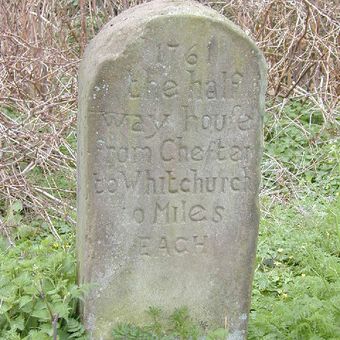 1761
the half
way houſe
from Cheſter
to Whitchurch
10 Miles
EACH